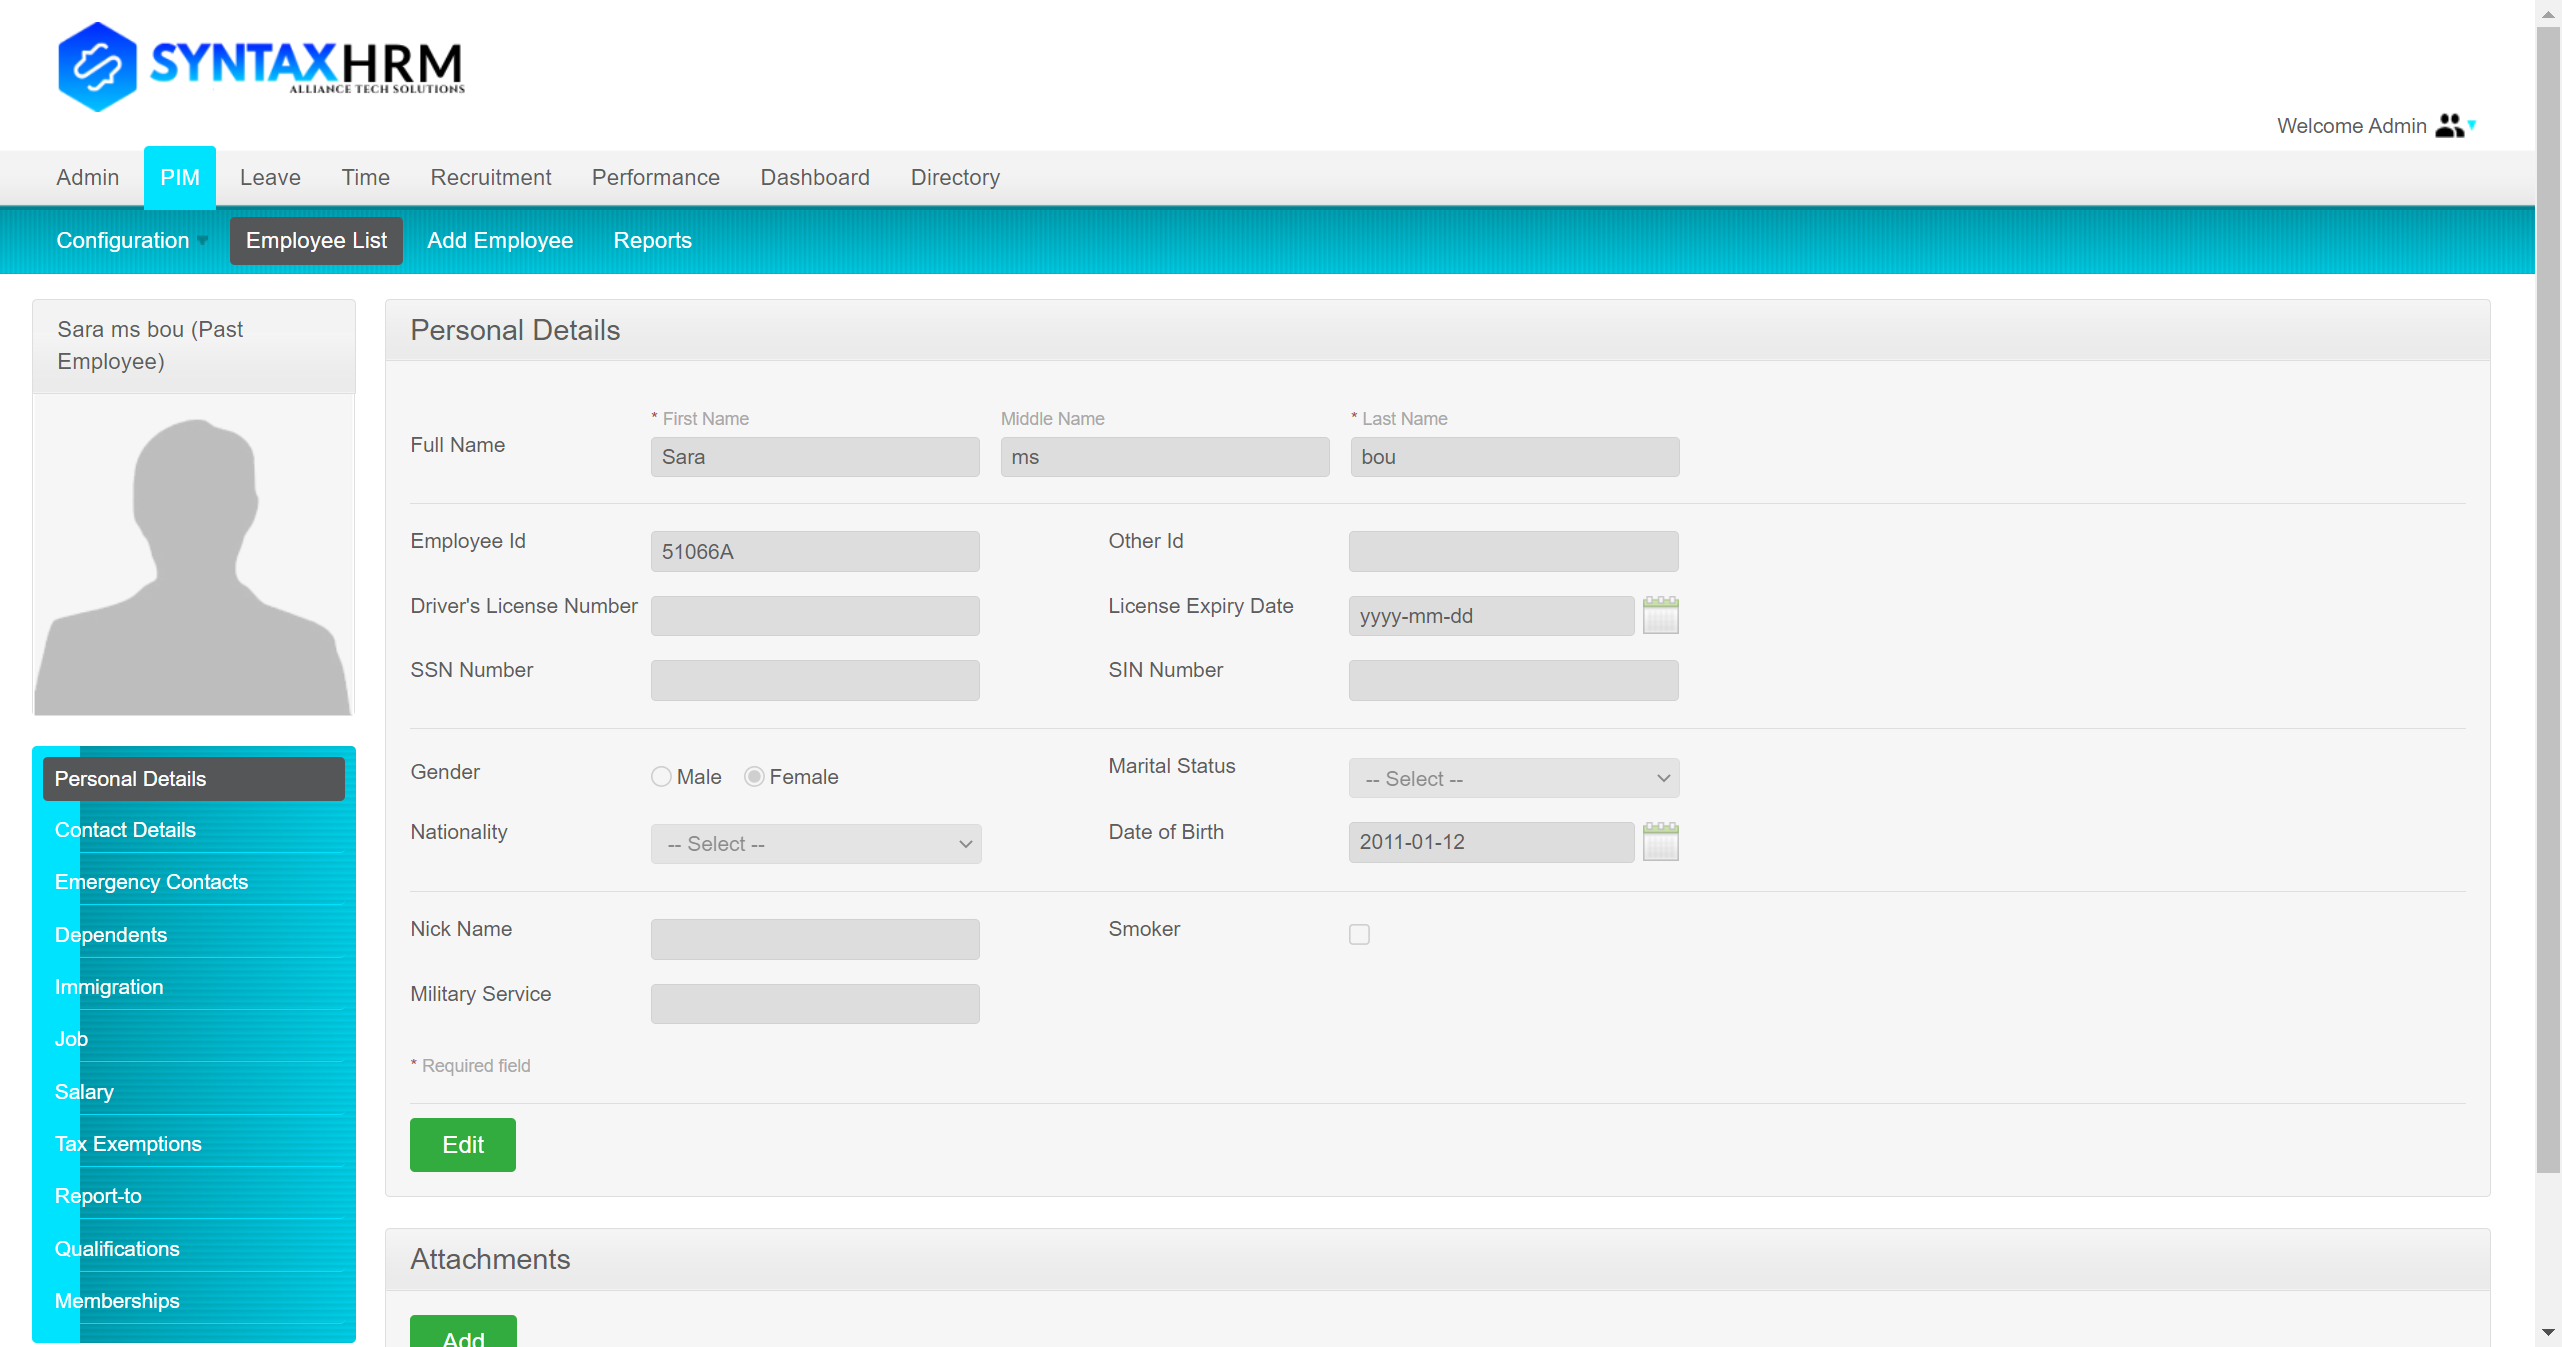 SYNTAXHRM
ALLIANCE TECH SOLUTIONS
Welcome Admin
Admin PIM Leave Time Recruitment Performance Dashboard Directory
Configuration Employee List Add Employee Reports
Sara ms bou (Past
Employee)
Personal Details
Contact Details
Emergency Contacts
Dependents
Immigration
Job
Salary
Tax Exemptions
Report-to
Qualifications
Memberships
Personal Details
* First Name Middle Name * Last Name
Full Name Sara ms bou
Employee Id 51066A Other Id
Driver's License Number License Expiry Date yyyy-mm-dd
SSN Number SIN Number
Gender Male Female Marital Status -- Select --
Nationality -- Select -- Date of Birth 2011-01-12
Nick Name Smoker
Military Service
* Required field
Edit
Attachments
Add